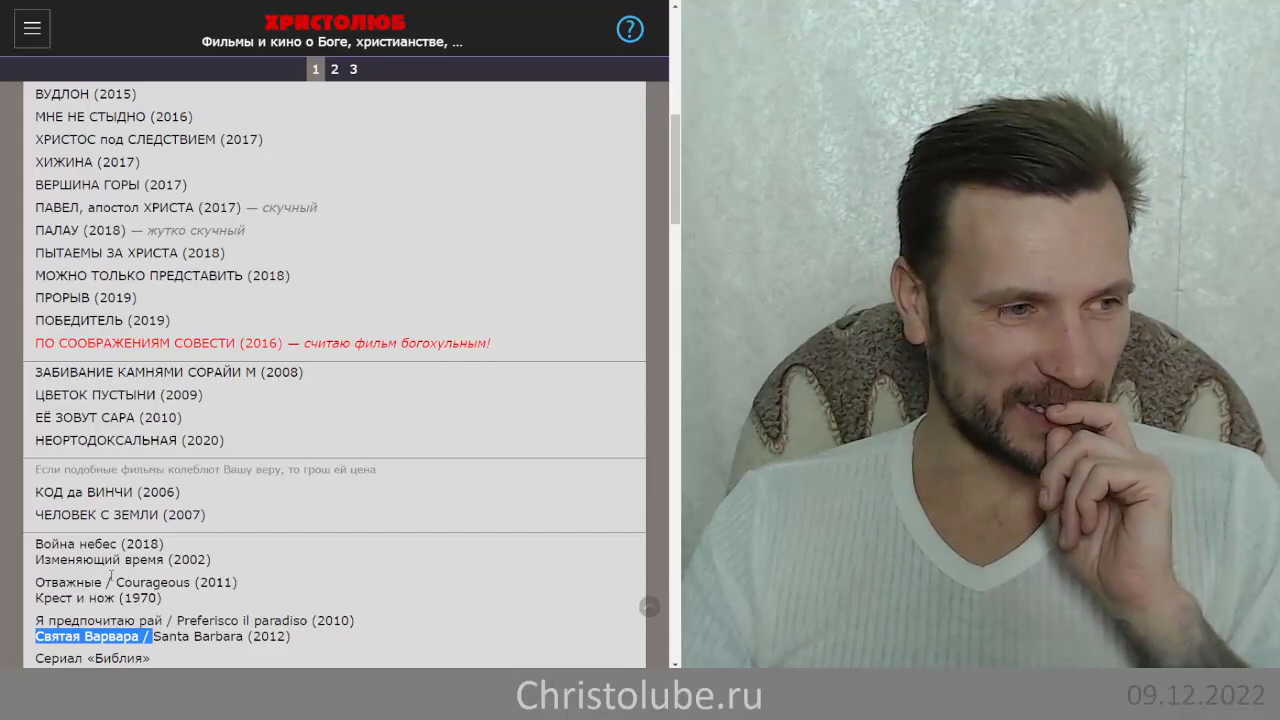 ХРИСТОЛЮБ
Фильмы и кино о Боге, христианстве, ...
?
1 2 3
ВУДЛОН (2015)
МНЕ НЕ СТЫДНО (2016)
ХРИСТОС под СЛЕДСТВИЕМ (2017)
ХИЖИНА (2017)
ВЕРШИНА ГОРЫ (2017)
ПАВЕЛ, апостол ХРИСТА (2017) — скучный
ПАЛАУ (2018) — жутко скучный
ПЫТАЕМЫ ЗА ХРИСТА (2018)
МОЖНО ТОЛЬКО ПРЕДСТАВИТЬ (2018)
ПРОРЫВ (2019)
ПОБЕДИТЕЛЬ (2019)
ПО СООБРАЖЕНИЯМ СОВЕСТИ (2016) — считаю фильм богохульным!
ЗАБИВАНИЕ КАМНЯМИ СОРАЙИ М (2008)
ЦВЕТОК ПУСТЫНИ (2009)
ЕЁ ЗОВУТ САРА (2010)
НЕОРТОДОКСАЛЬНАЯ (2020)
Если подобные фильмы колеблют Вашу веру, то грош ей цена
КОД да ВИНЧИ (2006)
ЧЕЛОВЕК С ЗЕМЛИ (2007)
Война небес (2018)
Изменяющий время (2002)
Отважные / Courageous (2011)
Крест и нож (1970)
Я предпочитаю рай / Preferisco il paradiso (2010)
Святая Варвара / Santa Barbara (2012)
Сериал «Библия»
Christolube.ru
09.12.2022